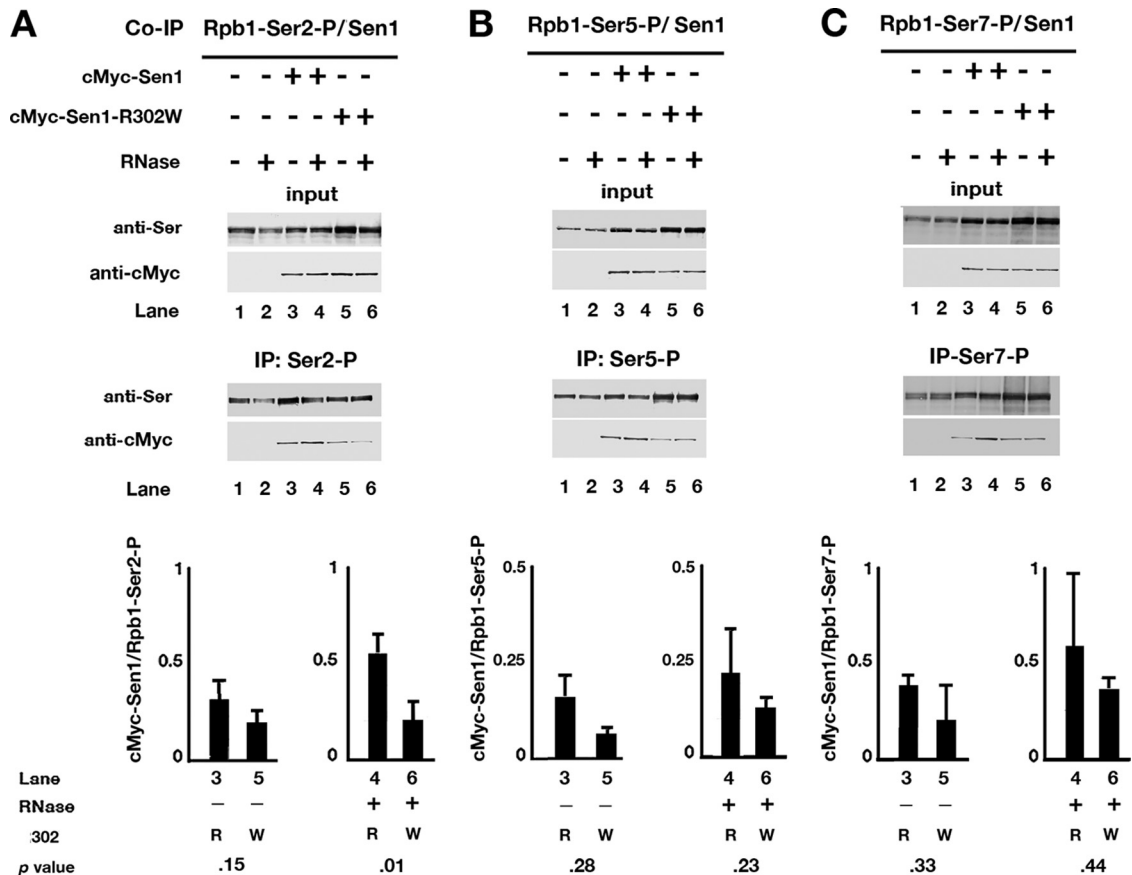 A
Co-IP Rpb1-Ser2-P/Sen1
cMyc-Sen1 - - + + - -
cMyc-Sen1-R302W - - - - + +
RNase - + - + - +
input
anti-Ser
anti-cMyc
Lane 1 2 3 4 5 6
IP: Ser2-P
anti-Ser
anti-cMyc
Lane 1 2 3 4 5 6
cMyc-Sen1/Rpb1-Ser2-P
1
0.5
0
1
0.5
0
B
Rpb1-Ser5-P/Sen1
- - + + - -
- - - - + +
- + - + - +
input
1 2 3 4 5 6
IP: Ser5-P
1 2 3 4 5 6
cMyc-Sen1/Rpb1-Ser5-P
0.5
0.25
0
0.5
0.25
0
C
Rpb1-Ser7-P/Sen1
- - + + - -
- - - - + +
- + - + - +
input
1 2 3 4 5 6
IP-Ser7-P
1 2 3 4 5 6
cMyc-Sen1/Rpb1-Ser7-P
1
0.5
0
1
0.5
0
Lane 3 5 4 6 3 5 4 6 3 5 4 6
RNase – – + + – – + + – – + +
302 R W R W R W R W R W R W
p value .15 .01 .28 .23 .33 .44